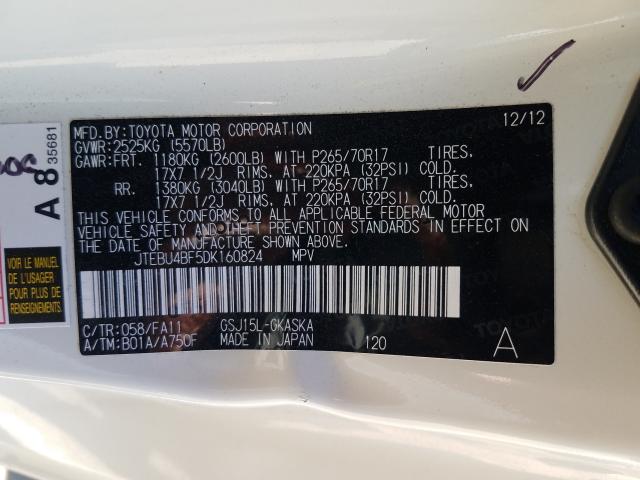 MFD.BY:TOYOTA MOTOR CORPORATION 12/12
GVWR:2525KG (5570LB)
GAWR:FRT. 1180KG (2600LB) WITH P265/70R17 TIRES,
17X7 1/2J RIMS, AT 220KPA (32PSI) COLD.
RR. 1380KG (3040LB) WITH P265/70R17 TIRES,
17X7 1/2J RIMS, AT 220KPA (32PSI) COLD.
THIS VEHICLE CONFORMS TO ALL APPLICABLE FEDERAL MOTOR
VEHICLE SAFETY AND THEFT PREVENTION STANDARDS IN EFFECT ON
THE DATE OF MANUFACTURE SHOWN ABOVE.
JTEBU4BF5DK160824 MPV
C/TR:058/FA11 GSJ15L-GKASKA
A/TM:B01A/A750F MADE IN JAPAN 120 A
A 8
35681
VOIR LE MANUEL
DE L'USAGER
POUR PLUS DE
RENSEIGNEMENTS